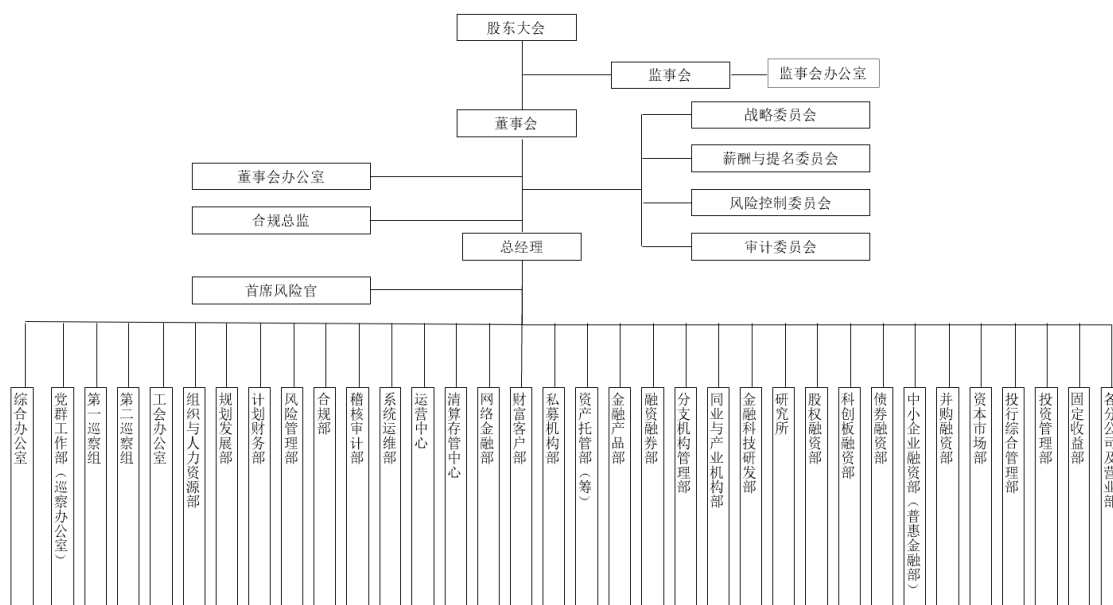 股东大会
监事会
监事会办公室
董事会
战略委员会
薪酬与提名委员会
董事会办公室
风险控制委员会
合规总监
总经理
审计委员会
首席风险官
综合办公室
党群工作部（巡察办公室）
第一巡察组
第二巡察组
工会办公室
组织与人力资源部
规划发展部
计划财务部
风险管理部
合规部
稽核审计部
系统运维部
运营中心
清算存管中心
网络金融部
财富客户部
私募机构部
资产托管部（筹）
金融产品部
融资融券部
分支机构管理部
同业与产业机构部
金融科技研发部
研究所
股权融资部
科创板融资部
债券融资部
中小企业融资部（普惠金融部）
并购融资部
资本市场部
投行综合管理部
投资管理部
固定收益部
各分公司及营业部